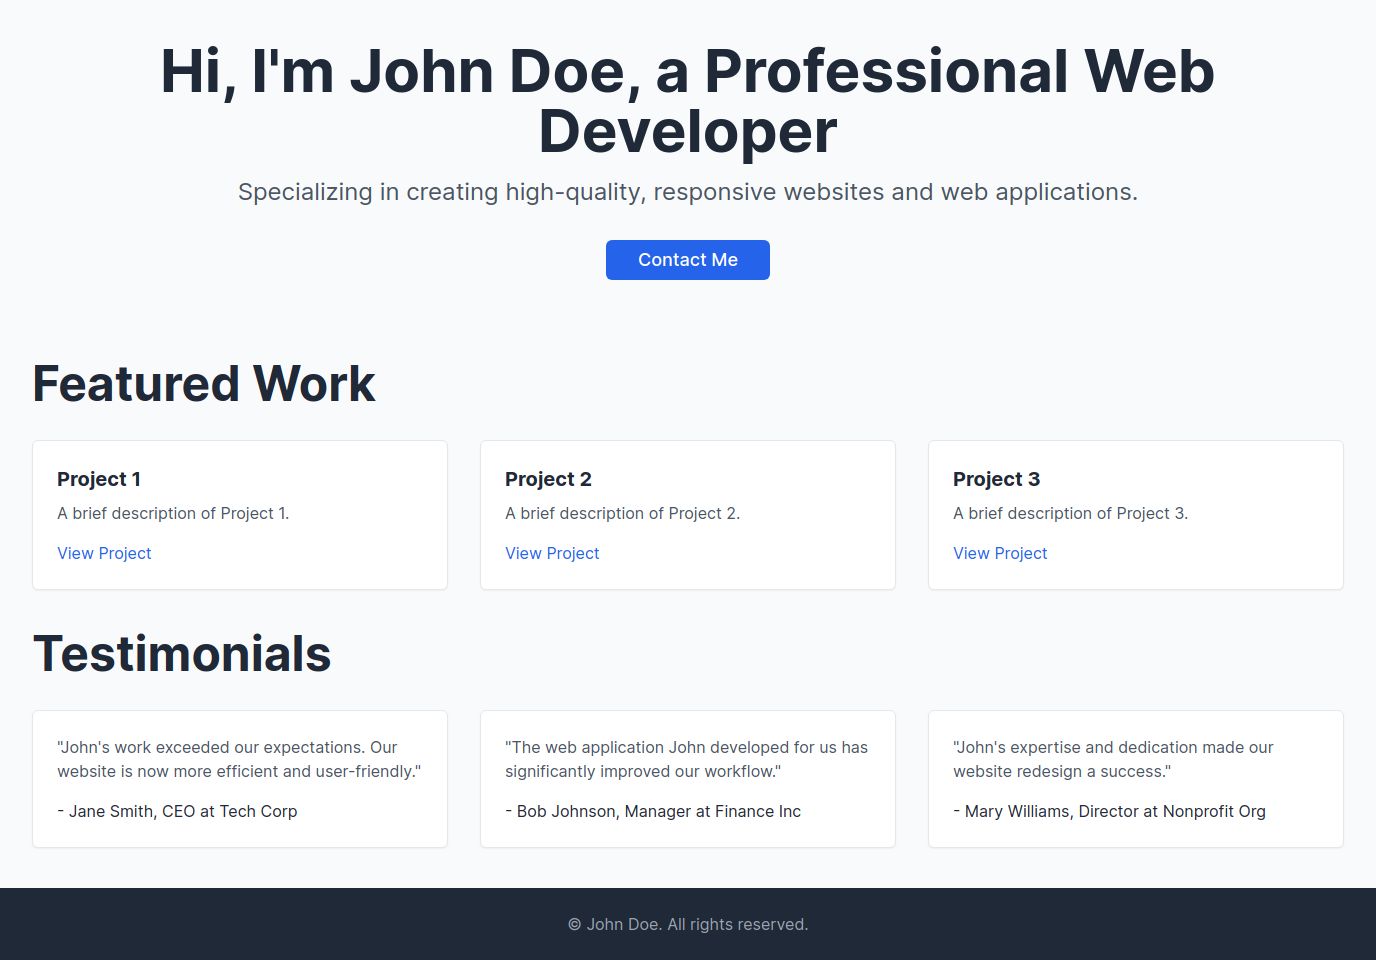 Hi, I'm John Doe, a Professional Web
Developer
Specializing in creating high-quality, responsive websites and web applications.
Contact Me
Featured Work
Project 1
A brief description of Project 1.
View Project
Project 2
A brief description of Project 2.
View Project
Project 3
A brief description of Project 3.
View Project
Testimonials
"John's work exceeded our expectations. Our
website is now more efficient and user-friendly."
- Jane Smith, CEO at Tech Corp
"The web application John developed for us has
significantly improved our workflow."
- Bob Johnson, Manager at Finance Inc
"John's expertise and dedication made our
website redesign a success."
- Mary Williams, Director at Nonprofit Org
© John Doe. All rights reserved.